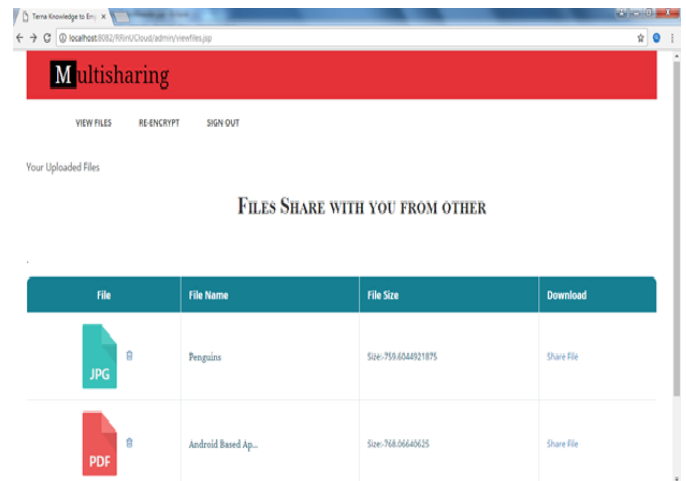 Terna Knowledge to Eny
localhost:8082/RRinUCloud/admin/viewfiles.jsp
Multisharing
VIEW FILES RE-ENCRYPT SIGN OUT
Your Uploaded Files
FILES SHARE WITH YOU FROM OTHER
.
File File Name File Size Download
JPG Penguins Size:-759.6044921875 Share File
PDF Android Based Ap... Size:-768.06640625 Share File